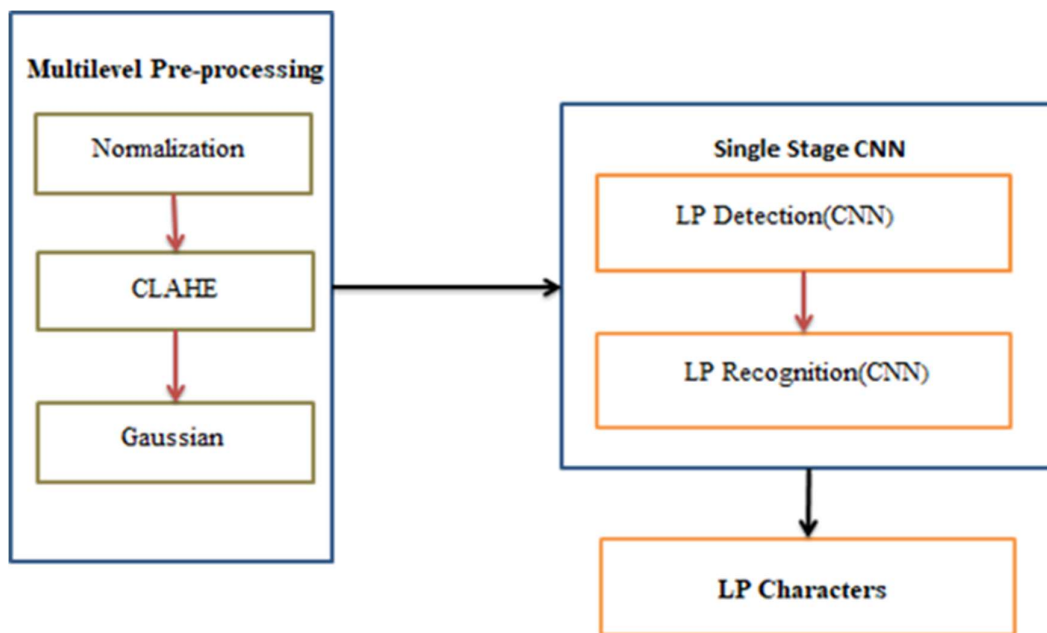 Multilevel Pre-processing
Normalization
CLAHE
Gaussian
Single Stage CNN
LP Detection(CNN)
LP Recognition(CNN)
LP Characters